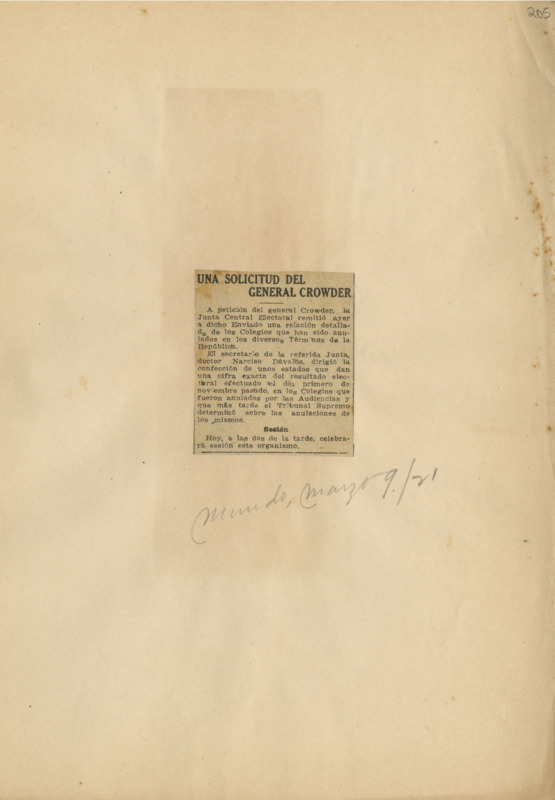 205
UNA SOLICITUD DEL
GENERAL CROWDER
A petición del general Crowder, la
Junta Central Electoral remitió ayer
a dicho Enviado una relación detalla-
da de los Colegios que han sido anu-
lados en los diversos Términos de la
República.
El secretario de la referida Junta,
doctor Narciso Dávalos, dirigió la
confección de unos estados que dan
una cifra exacta del resultado elec-
toral efectuado el día primero de
noviembre pasado, en los Colegios que
fueron anulados por las Audiencias y
que más tarde el Tribunal Supremo
determinó sobre las anulaciones de
los mismos.
Sesión
Hoy, a las dos de la tarde, celebra-
rá sesión este organismo.
Mundo, marzo 9./21